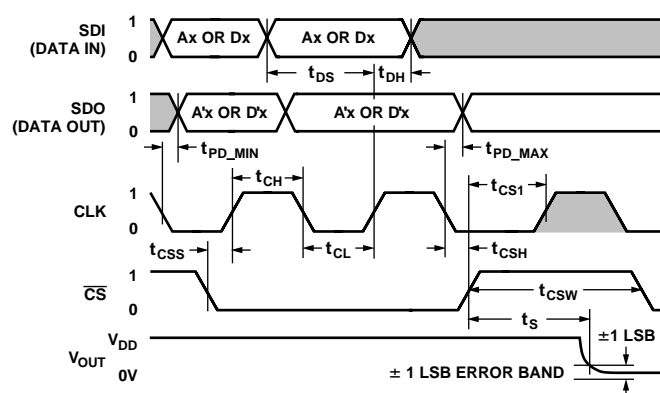 SDI
(DATA IN)
1
0
Ax OR Dx
Ax OR Dx
tDS
tDH
SDO
(DATA OUT)
1
0
A'x OR D'x
A'x OR D'x
tPD_MIN
tPD_MAX
tCH
tCS1
CLK
1
0
tCSS
tCL
tCSH
CS
1
0
tCSW
tS
±1 LSB
VOUT
VDD
0V
± 1 LSB ERROR BAND